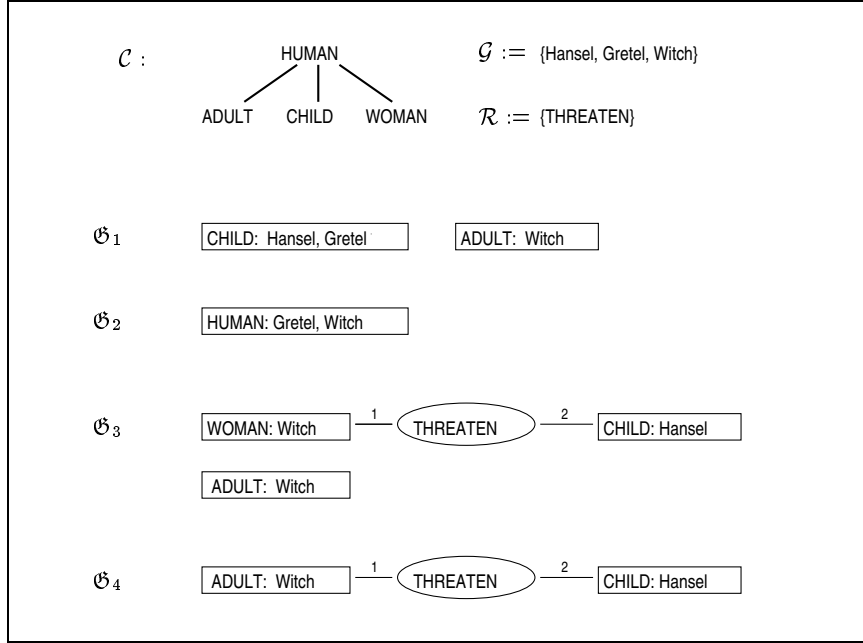 𝒞 : HUMAN 𝒢 := {Hansel, Gretel, Witch}
ADULT CHILD WOMAN ℛ := {THREATEN}
𝔊₁ CHILD: Hansel, Gretel ADULT: Witch
𝔊₂ HUMAN: Gretel, Witch
𝔊₃ WOMAN: Witch 1 THREATEN 2 CHILD: Hansel
ADULT: Witch
𝔊₄ ADULT: Witch 1 THREATEN 2 CHILD: Hansel